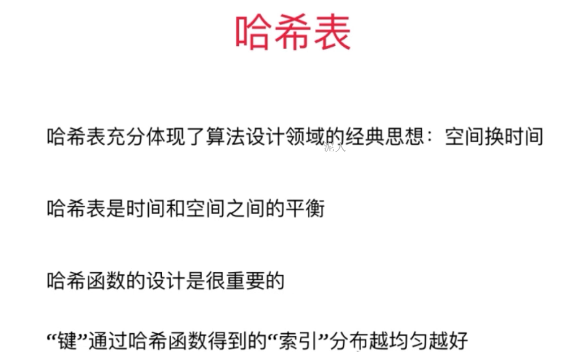 哈希表
哈希表充分体现了算法设计领域的经典思想：空间换时间
哈希表是时间和空间之间的平衡
哈希函数的设计是很重要的
“键”通过哈希函数得到的“索引”分布越均匀越好